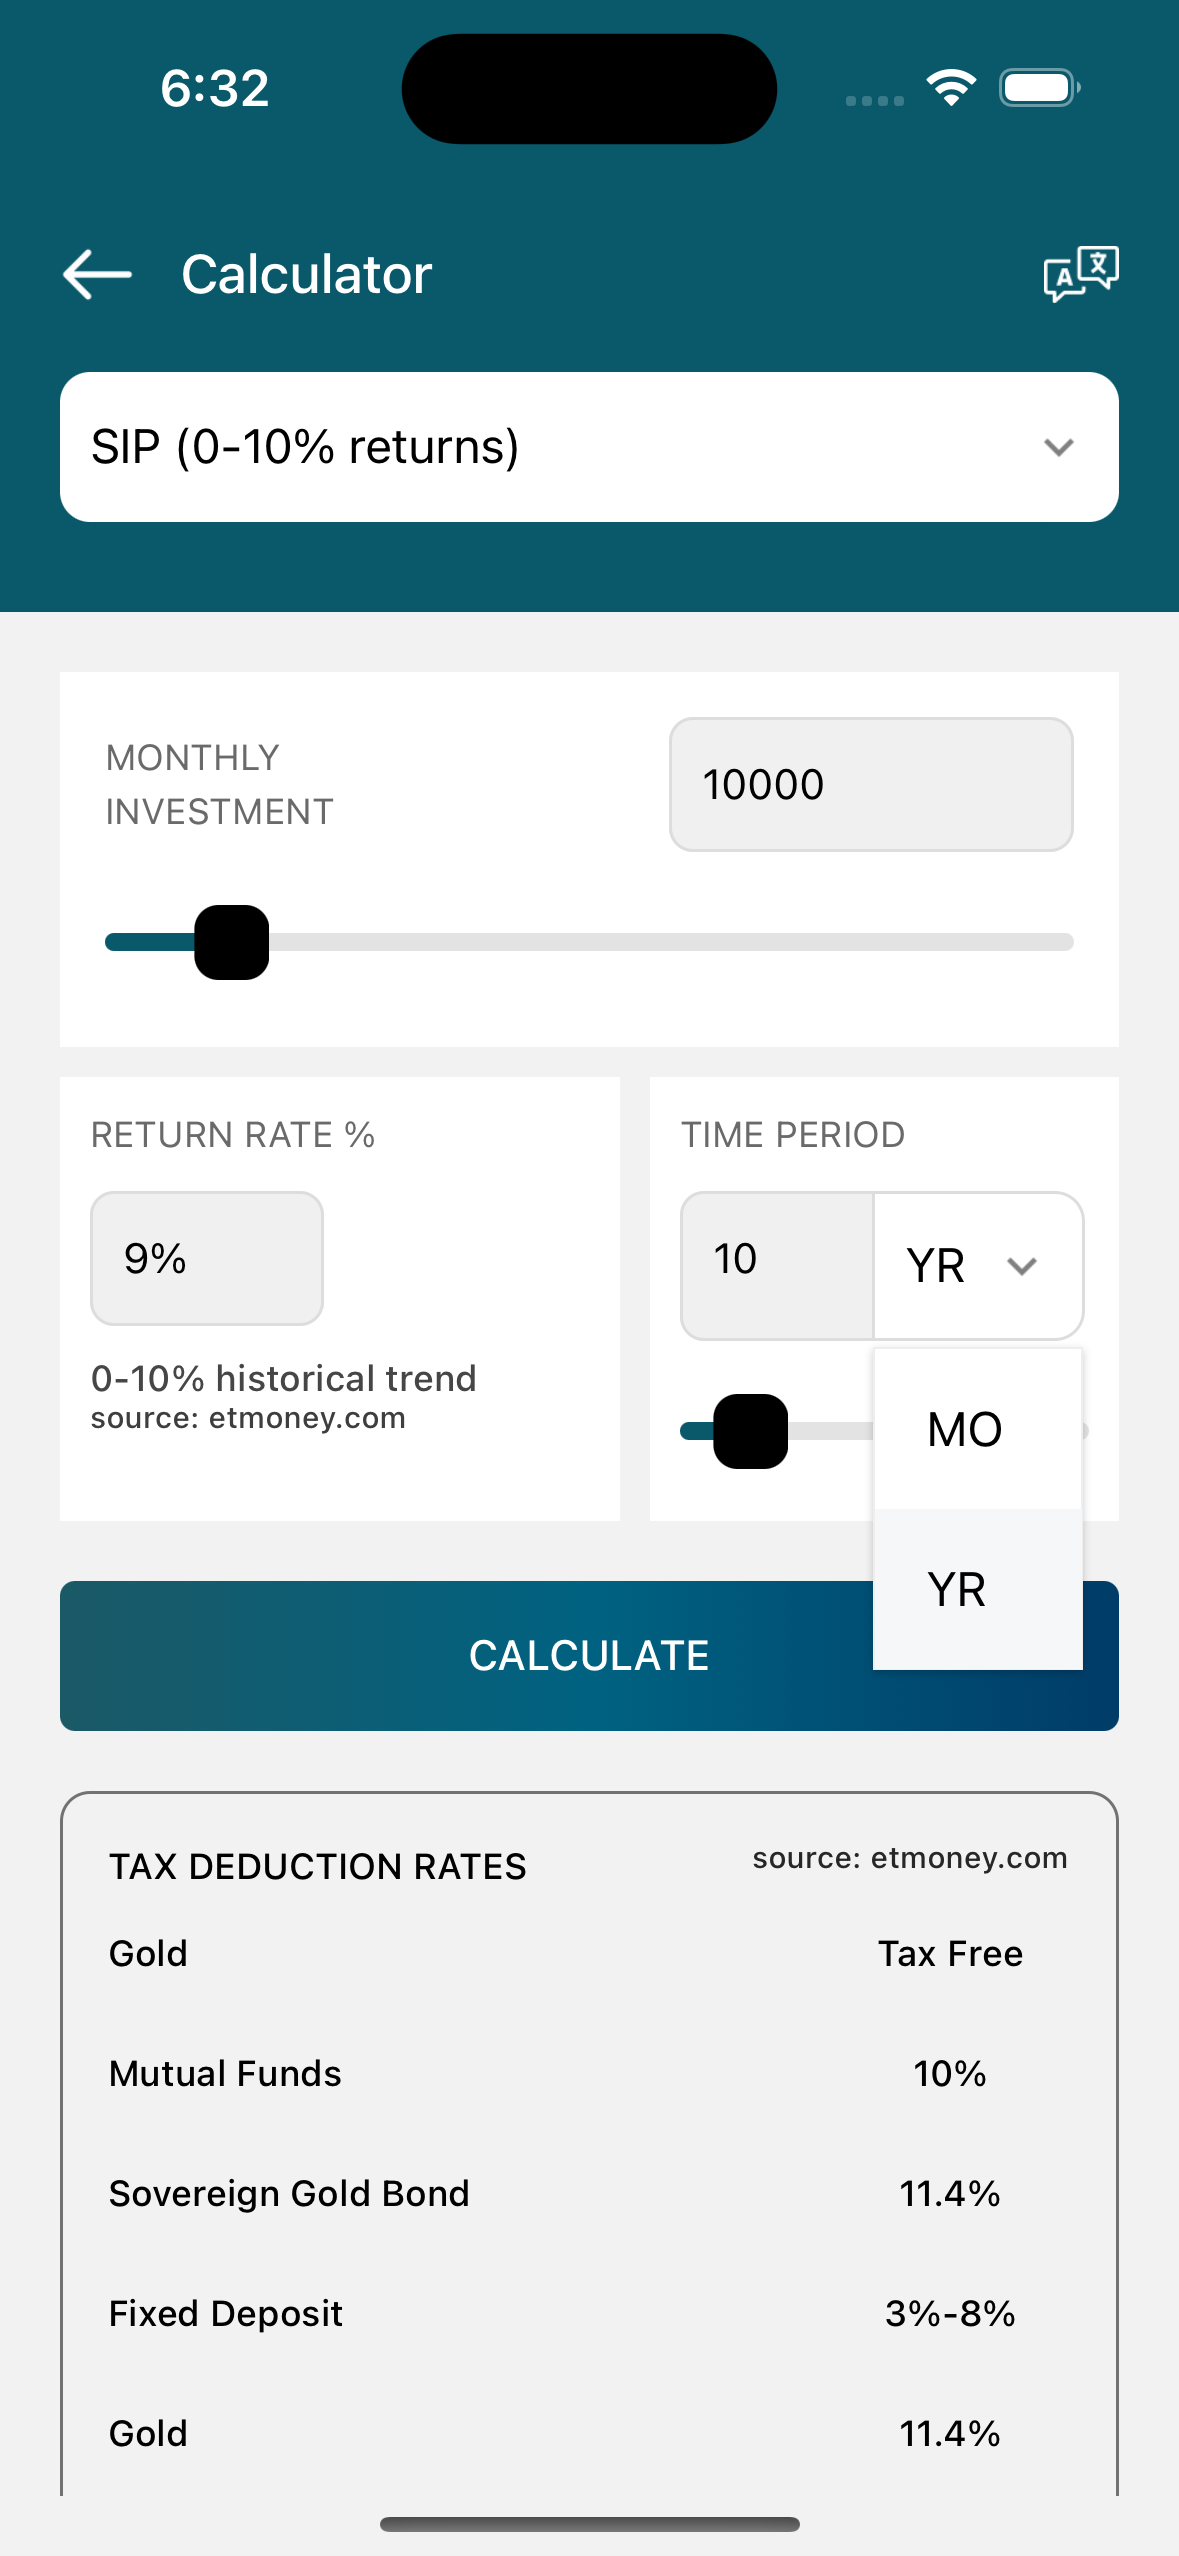 6:32
Calculator
A 文
SIP (0-10% returns)
MONTHLY
INVESTMENT
10000
RETURN RATE %
9%
0-10% historical trend
source: etmoney.com
TIME PERIOD
10
YR
MO
YR
CALCULATE
TAX DEDUCTION RATES
source: etmoney.com
Gold Tax Free
Mutual Funds 10%
Sovereign Gold Bond 11.4%
Fixed Deposit 3%-8%
Gold 11.4%